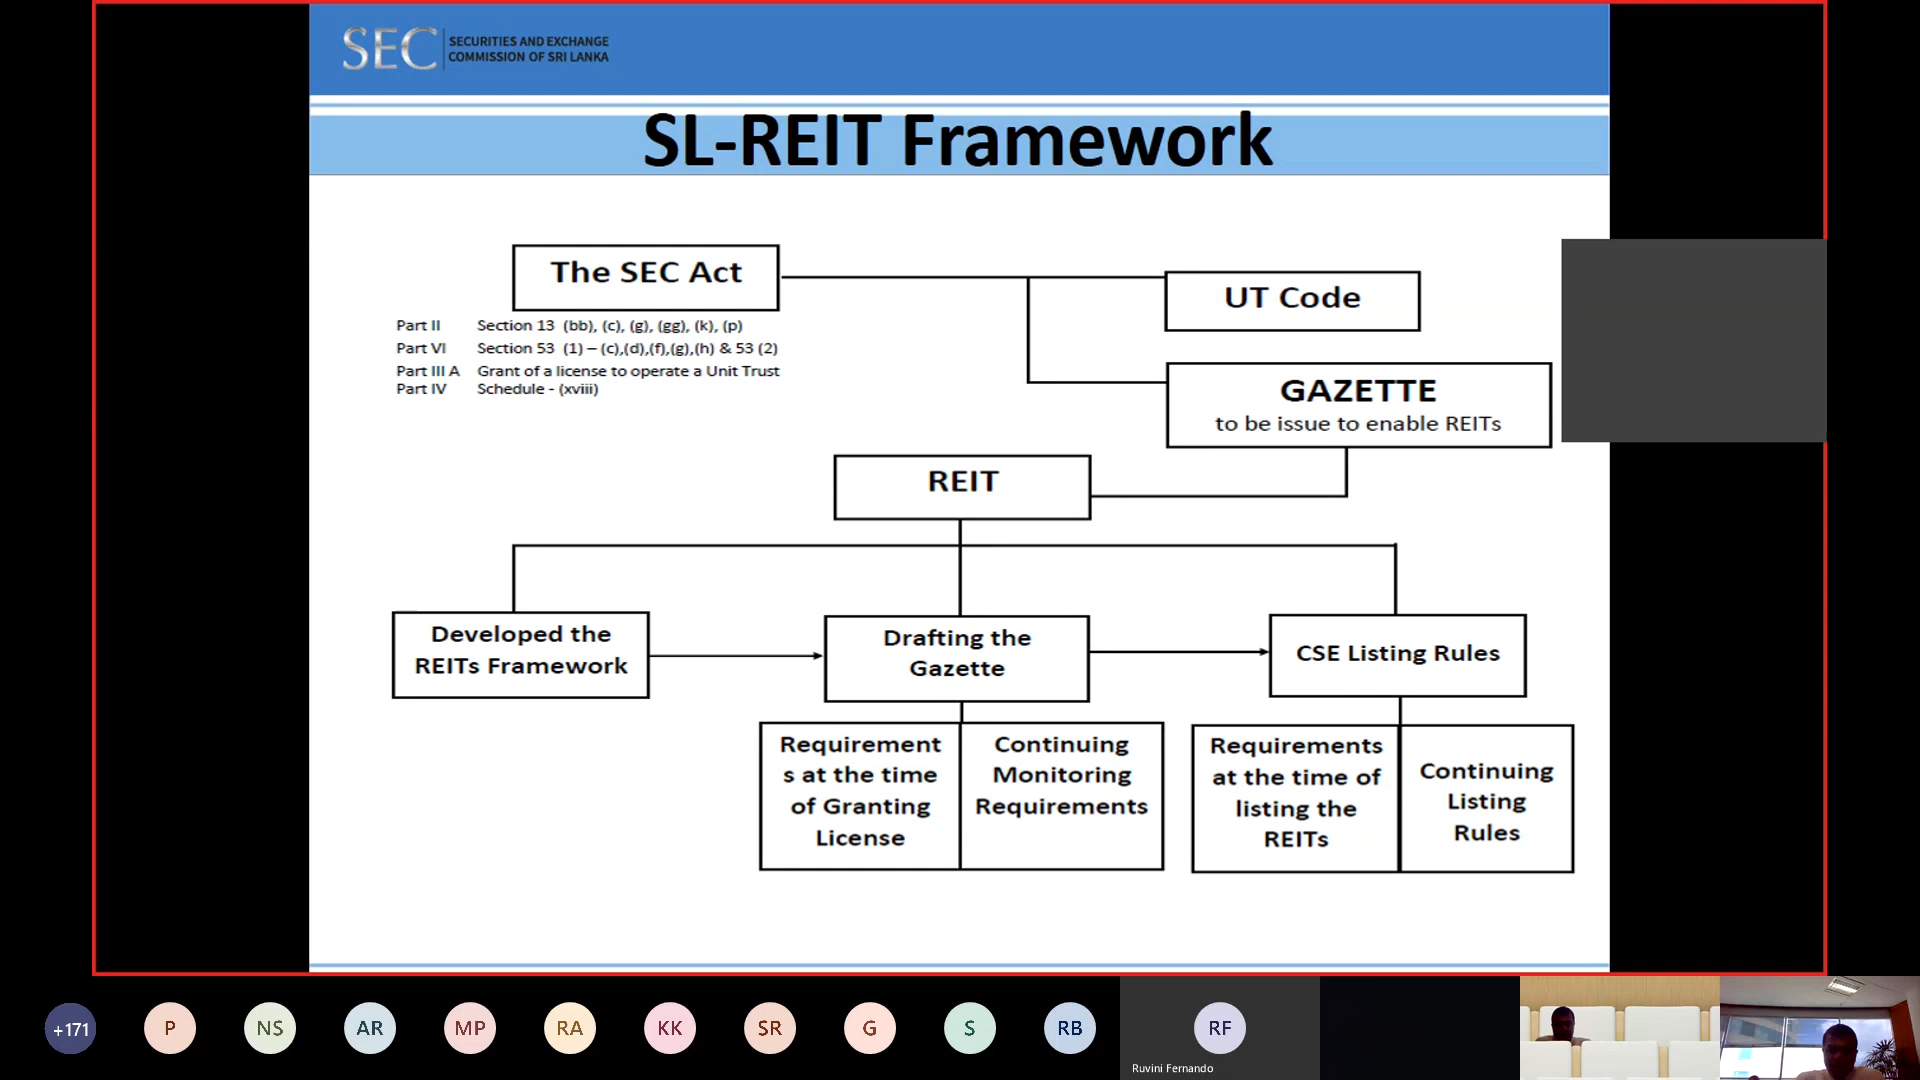 SEC
SECURITIES AND EXCHANGE
COMMISSION OF SRI LANKA
SL-REIT Framework
The SEC Act
UT Code
Part II Section 13 (bb), (c), (g), (gg), (k), (p)
Part VI Section 53 (1) – (c),(d),(f),(g),(h) & 53 (2)
Part III A Grant of a license to operate a Unit Trust
Part IV Schedule - (xviii)
GAZETTE
to be issue to enable REITs
REIT
Developed the
REITs Framework
Drafting the
Gazette
CSE Listing Rules
Requirement
s at the time
of Granting
License
Continuing
Monitoring
Requirements
Requirements
at the time of
listing the
REITs
Continuing
Listing
Rules
+171
P
NS
AR
MP
RA
KK
SR
G
S
RB
RF
Ruvini Fernando